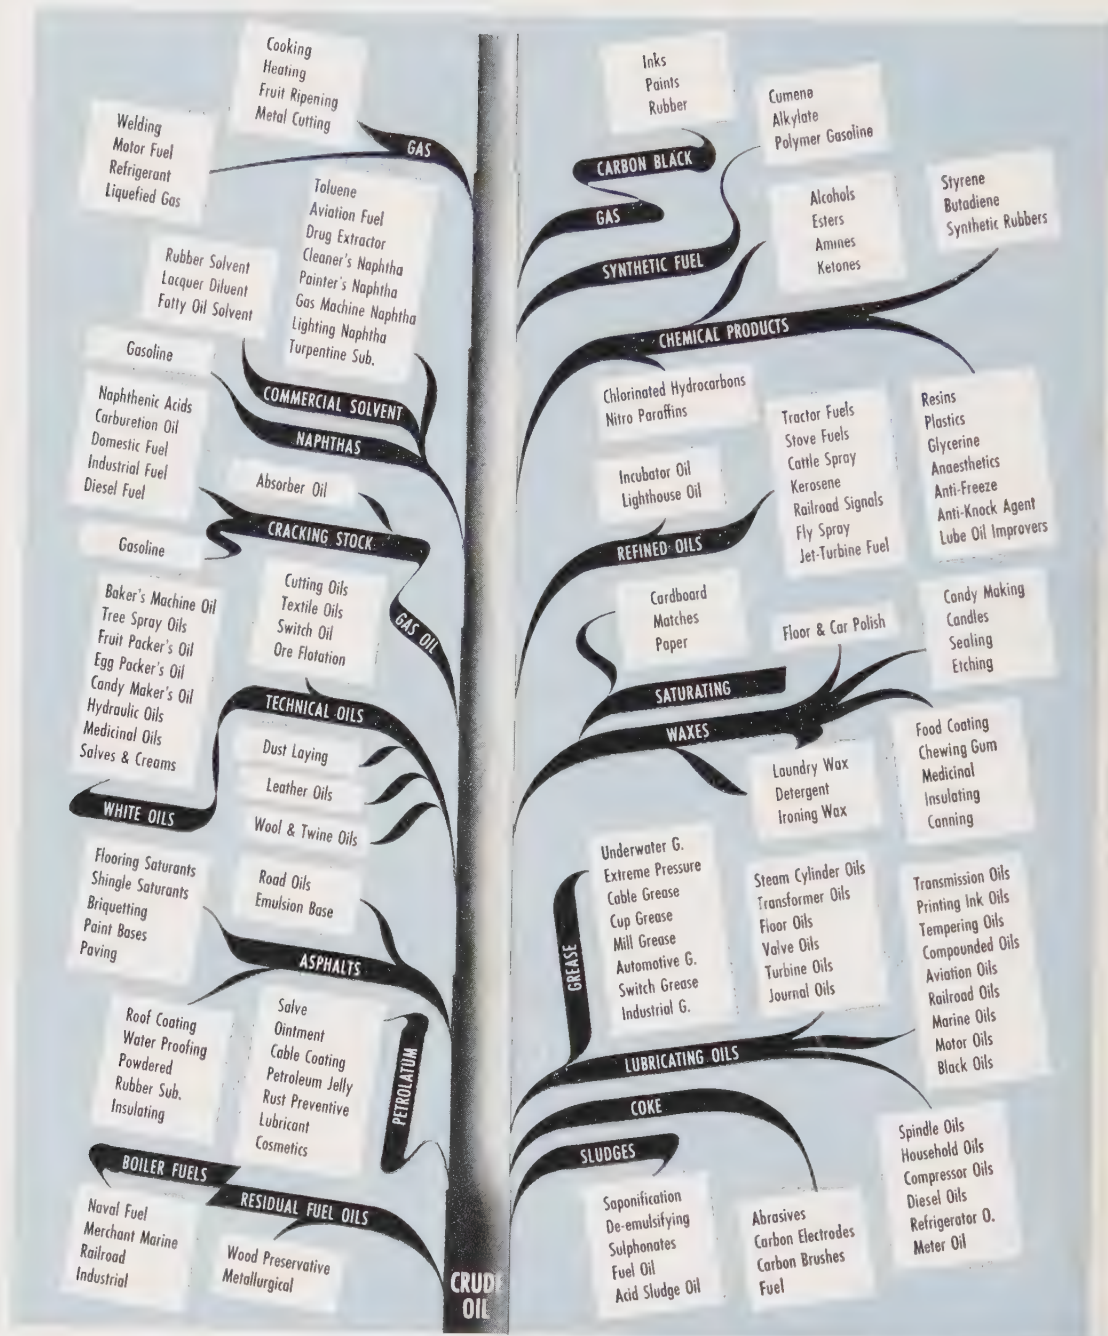 Cooking
Heating
Fruit Ripening
Metal Cutting
Welding
Motor Fuel
Refrigerant
Liquefied Gas
GAS
Toluene
Aviation Fuel
Drug Extractor
Cleaner's Naphtha
Painter's Naphtha
Gas Machine Naphtha
Lighting Naphtha
Turpentine Sub.
Rubber Solvent
Lacquer Diluent
Fatty Oil Solvent
Gasoline
COMMERCIAL SOLVENT
NAPHTHAS
Naphthenic Acids
Carburetion Oil
Domestic Fuel
Industrial Fuel
Diesel Fuel
Absorber Oil
CRACKING STOCK
Gasoline
GAS OIL
Baker's Machine Oil
Tree Spray Oils
Fruit Packer's Oil
Egg Packer's Oil
Candy Maker's Oil
Hydraulic Oils
Medicinal Oils
Salves & Creams
Cutting Oils
Textile Oils
Switch Oil
Ore Flotation
TECHNICAL OILS
Dust Laying
Leather Oils
Wool & Twine Oils
WHITE OILS
Flooring Saturants
Shingle Saturants
Briquetting
Paint Bases
Paving
Road Oils
Emulsion Base
ASPHALTS
Roof Coating
Water Proofing
Powdered
Rubber Sub.
Insulating
Salve
Ointment
Cable Coating
Petroleum Jelly
Rust Preventive
Lubricant
Cosmetics
PETROLATUM
BOILER FUELS
RESIDUAL FUEL OILS
Naval Fuel
Merchant Marine
Railroad
Industrial
Wood Preservative
Metallurgical
CRUDE
OIL
Inks
Paints
Rubber
CARBON BLACK
GAS
Cumene
Alkylate
Polymer Gasoline
SYNTHETIC FUEL
Alcohols
Esters
Amines
Ketones
Styrene
Butadiene
Synthetic Rubbers
CHEMICAL PRODUCTS
Chlorinated Hydrocarbons
Nitro Paraffins
Resins
Plastics
Glycerine
Anaesthetics
Anti-Freeze
Anti-Knock Agent
Lube Oil Improvers
Incubator Oil
Lighthouse Oil
Tractor Fuels
Stove Fuels
Cattle Spray
Kerosene
Railroad Signals
Fly Spray
Jet-Turbine Fuel
REFINED OILS
Cardboard
Matches
Paper
SATURATING
Floor & Car Polish
Candy Making
Candles
Sealing
Etching
WAXES
Laundry Wax
Detergent
Ironing Wax
Food Coating
Chewing Gum
Medicinal
Insulating
Canning
Underwater G.
Extreme Pressure
Cable Grease
Cup Grease
Mill Grease
Automotive G.
Switch Grease
Industrial G.
GREASE
Steam Cylinder Oils
Transformer Oils
Floor Oils
Valve Oils
Turbine Oils
Journal Oils
Transmission Oils
Printing Ink Oils
Tempering Oils
Compounded Oils
Aviation Oils
Railroad Oils
Marine Oils
Motor Oils
Black Oils
LUBRICATING OILS
Spindle Oils
Household Oils
Compressor Oils
Diesel Oils
Refrigerator O.
Meter Oil
COKE
Abrasives
Carbon Electrodes
Carbon Brushes
Fuel
SLUDGES
Saponification
De-emulsifying
Sulphonates
Fuel Oil
Acid Sludge Oil